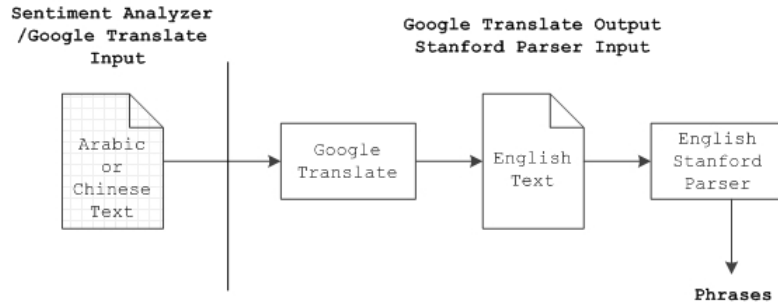 Sentiment Analyzer
/Google Translate
Input
Google Translate Output
Stanford Parser Input
Arabic
or
Chinese
Text
Google
Translate
English
Text
English
Stanford
Parser
Phrases